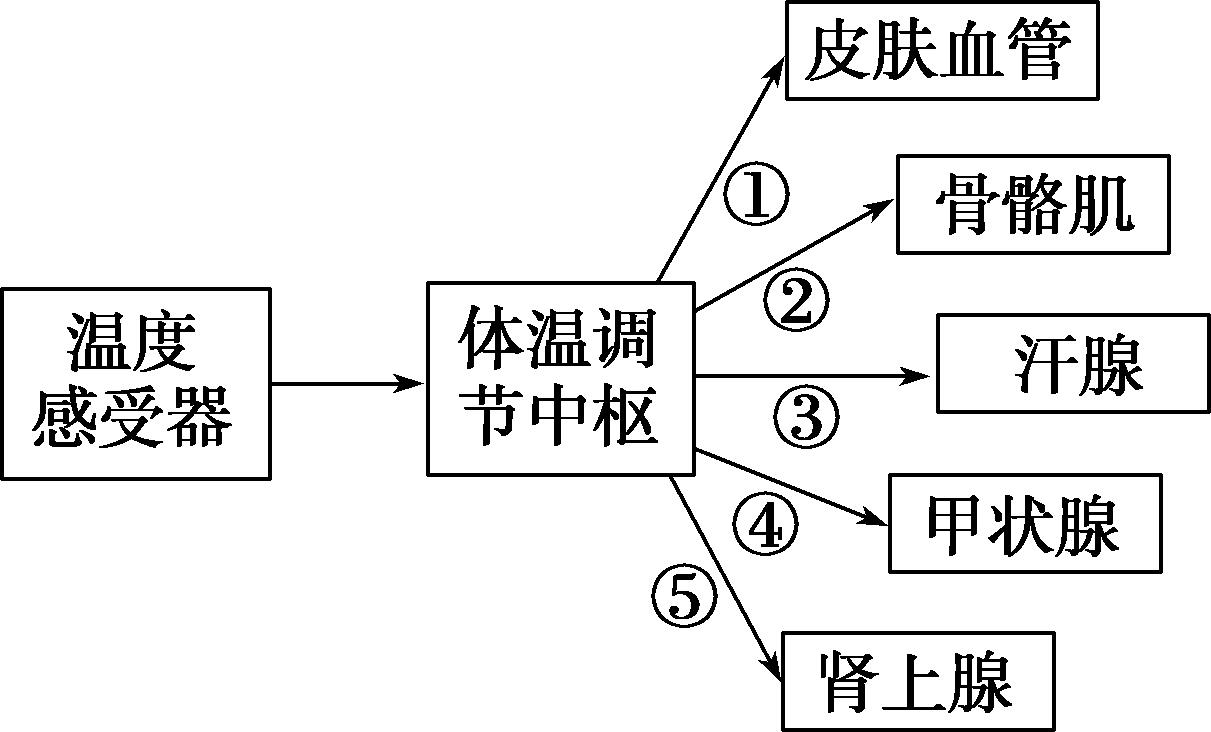 皮肤血管
①
骨骼肌
②
温度
感受器
体温调
节中枢
汗腺
③
甲状腺
④
⑤
肾上腺